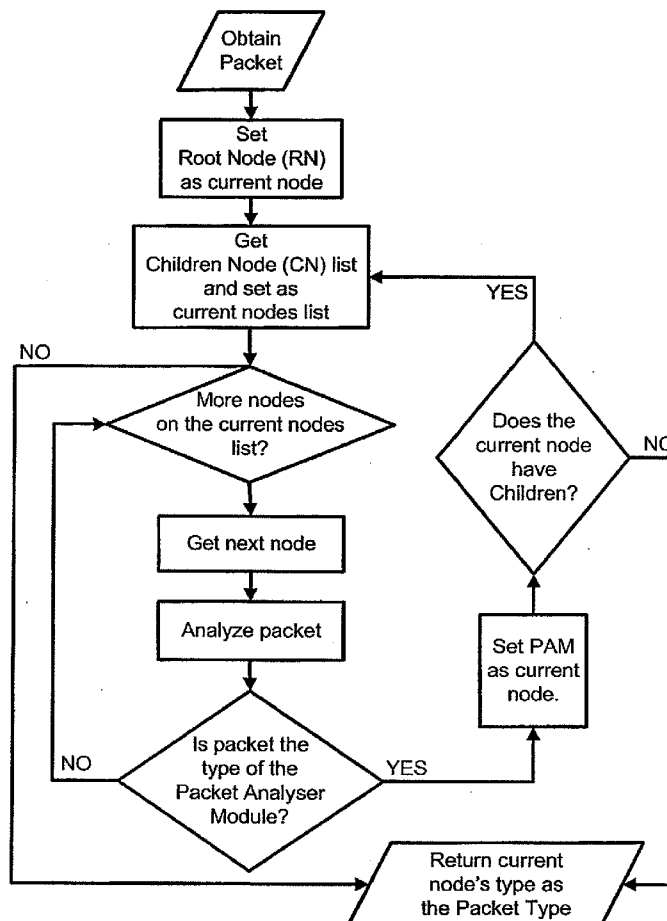 Obtain
Packet
Set
Root Node (RN)
as current node
Get
Children Node (CN) list
and set as
current nodes list
YES
NO
More nodes
on the current nodes
list?
Does the
current node
have
Children?
NO
Get next node
Analyze packet
Set PAM
as current
node.
Is packet the
type of the
Packet Analyser
Module?
NO
YES
Return current
node's type as
the Packet Type